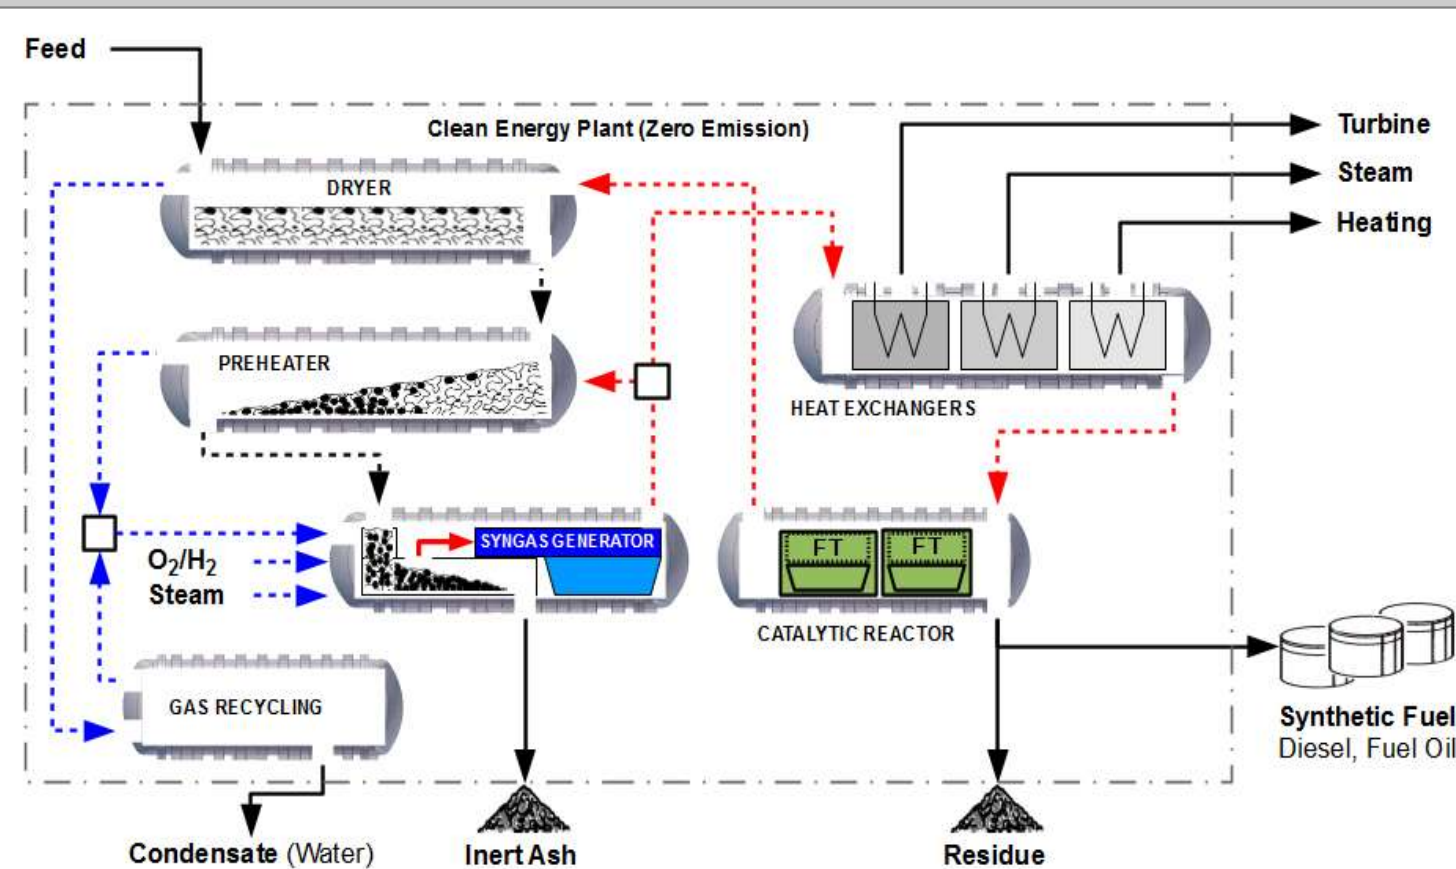 Feed
Clean Energy Plant (Zero Emission)
Turbine
DRYER
Steam
Heating
PREHEATER
HEAT EXCHANGERS
SYNGAS GENERATOR
FT
FT
O2/H2
Steam
CATALYTIC REACTOR
GAS RECYCLING
Synthetic Fuel
Diesel, Fuel Oil
Condensate (Water)
Inert Ash
Residue